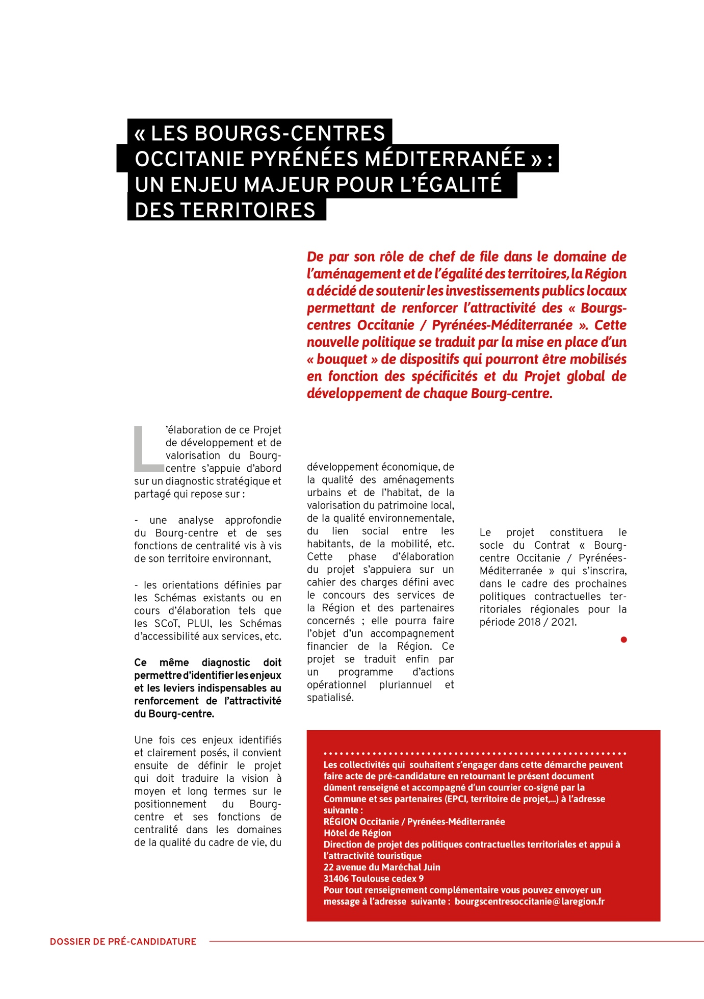 « LES BOURGS-CENTRES
OCCITANIE PYRÉNÉES MÉDITERRANÉE » :
UN ENJEU MAJEUR POUR L’ÉGALITÉ
DES TERRITOIRES
De par son rôle de chef de file dans le domaine de
l’aménagement et de l’égalité des territoires, la Région
a décidé de soutenir les investissements publics locaux
permettant de renforcer l’attractivité des « Bourgs-
centres Occitanie / Pyrénées-Méditerranée ». Cette
nouvelle politique se traduit par la mise en place d’un
« bouquet » de dispositifs qui pourront être mobilisés
en fonction des spécificités et du Projet global de
développement de chaque Bourg-centre.
L’élaboration de ce Projet
de développement et de
valorisation du Bourg-
centre s’appuie d’abord
sur un diagnostic stratégique et
partagé qui repose sur :
- une analyse approfondie
du Bourg-centre et de ses
fonctions de centralité vis à vis
de son territoire environnant,
- les orientations définies par
les Schémas existants ou en
cours d’élaboration tels que
les SCoT, PLUI, les Schémas
d’accessibilité aux services, etc.
Ce même diagnostic doit
permettre d’identifier les enjeux
et les leviers indispensables au
renforcement de l’attractivité
du Bourg-centre.
Une fois ces enjeux identifiés
et clairement posés, il convient
ensuite de définir le projet
qui doit traduire la vision à
moyen et long termes sur le
positionnement du Bourg-
centre et ses fonctions de
centralité dans les domaines
de la qualité du cadre de vie, du
développement économique, de
la qualité des aménagements
urbains et de l’habitat, de la
valorisation du patrimoine local,
de la qualité environnementale,
du lien social entre les
habitants, de la mobilité, etc.
Cette phase d’élaboration
du projet s’appuiera sur un
cahier des charges défini avec
le concours des services de
la Région et des partenaires
concernés ; elle pourra faire
l’objet d’un accompagnement
financier de la Région. Ce
projet se traduit enfin par
un programme d’actions
opérationnel pluriannuel et
spatialisé.
Le projet constituera le
socle du Contrat « Bourg-
centre Occitanie / Pyrénées-
Méditerranée » qui s’inscrira,
dans le cadre des prochaines
politiques contractuelles ter-
ritoriales régionales pour la
période 2018 / 2021.
Les collectivités qui souhaitent s’engager dans cette démarche peuvent
faire acte de pré-candidature en retournant le présent document
dûment renseigné et accompagné d’un courrier co-signé par la
Commune et ses partenaires (EPCI, territoire de projet,...) à l’adresse
suivante :
RÉGION Occitanie / Pyrénées-Méditerranée
Hôtel de Région
Direction de projet des politiques contractuelles territoriales et appui à
l’attractivité touristique
22 avenue du Maréchal Juin
31406 Toulouse cedex 9
Pour tout renseignement complémentaire vous pouvez envoyer un
message à l’adresse suivante : bourgscentresoccitanie@laregion.fr
DOSSIER DE PRÉ-CANDIDATURE